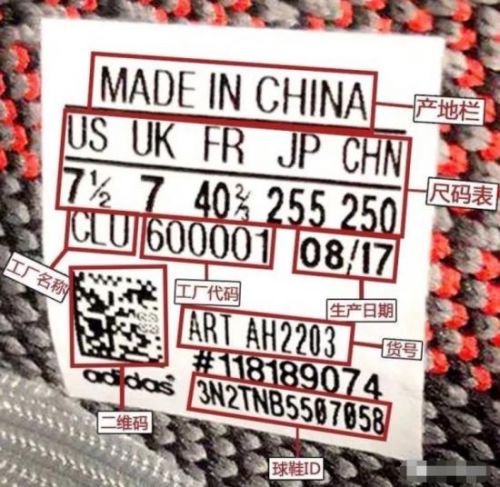 MADE IN CHINA
产地栏
US UK FR JP CHN
7½ 7 40⅔ 255 250
尺码表
CLU 600001 08/17
工厂名称
工厂代码
生产日期
ART AH2203
货号
#118189074
adidas
3N2TNB5507058
二维码
球鞋ID